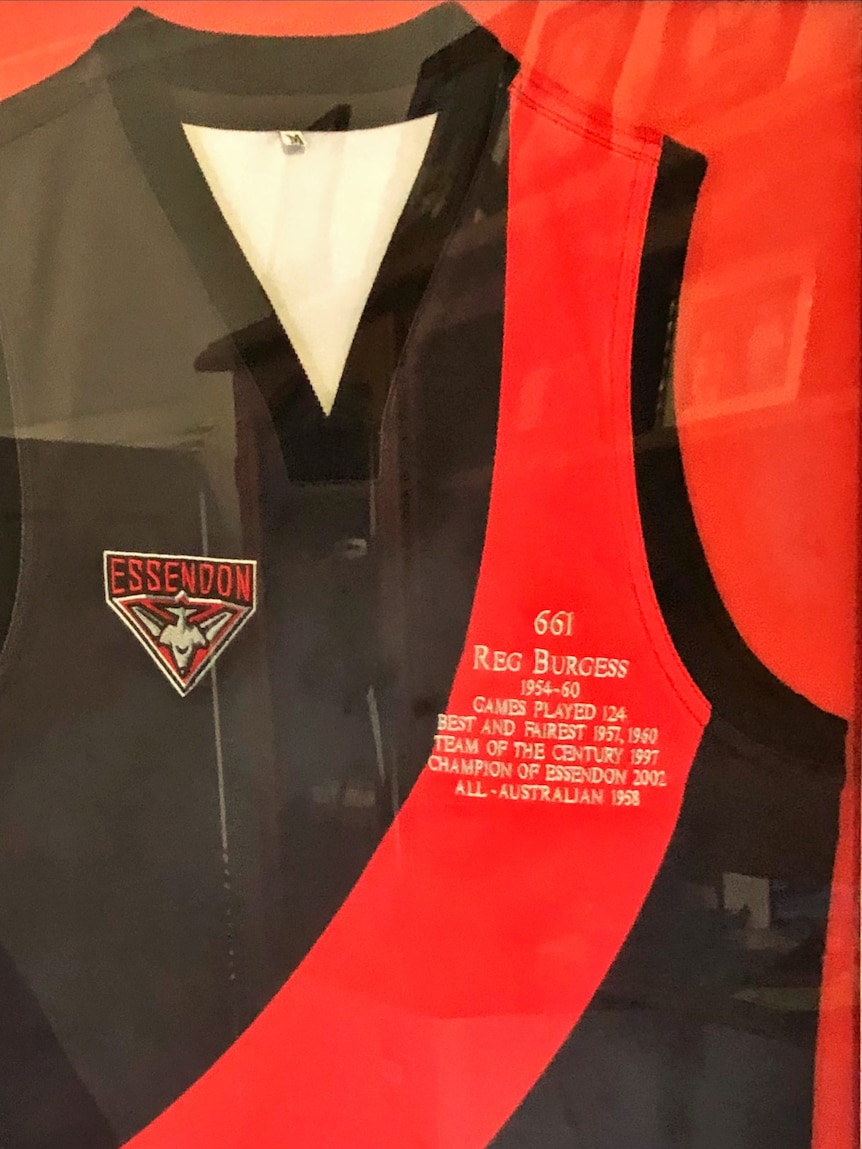 M
ESSENDON
661
REG BURGESS
1954-60
GAMES PLAYED 124
BEST AND FAIREST 1957, 1960
TEAM OF THE CENTURY 1997
CHAMPION OF ESSENDON 2002
ALL-AUSTRALIAN 1958